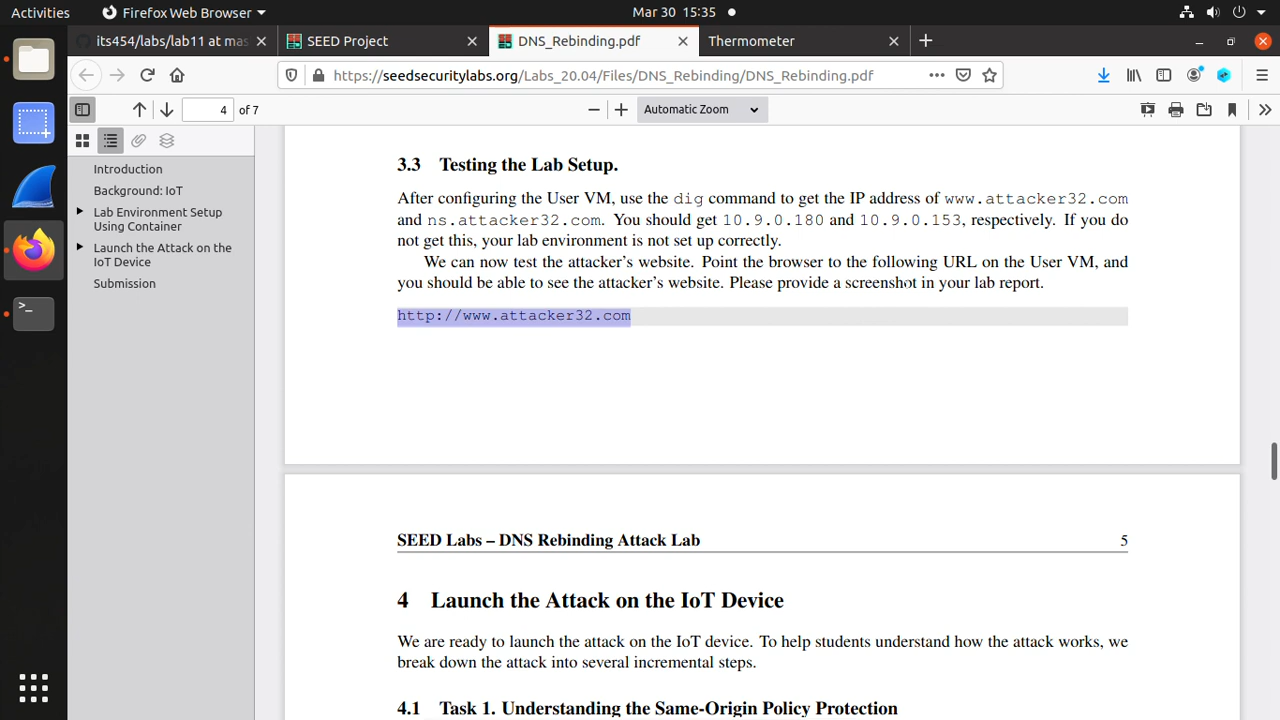 Activities
Firefox Web Browser
Mar 30 15:35
its454/labs/lab11 at mas
SEED Project
DNS_Rebinding.pdf
Thermometer
https://seedsecuritylabs.org/Labs_20.04/Files/DNS_Rebinding/DNS_Rebinding.pdf
4 of 7
Automatic Zoom
Introduction
Background: IoT
Lab Environment Setup
Using Container
Launch the Attack on the
IoT Device
Submission
3.3 Testing the Lab Setup.
After configuring the User VM, use the dig command to get the IP address of www.attacker32.com
and ns.attacker32.com. You should get 10.9.0.180 and 10.9.0.153, respectively. If you do
not get this, your lab environment is not set up correctly.
We can now test the attacker's website. Point the browser to the following URL on the User VM, and
you should be able to see the attacker's website. Please provide a screenshot in your lab report.
http://www.attacker32.com
SEED Labs – DNS Rebinding Attack Lab 5
4 Launch the Attack on the IoT Device
We are ready to launch the attack on the IoT device. To help students understand how the attack works, we
break down the attack into several incremental steps.
4.1 Task 1. Understanding the Same-Origin Policy Protection